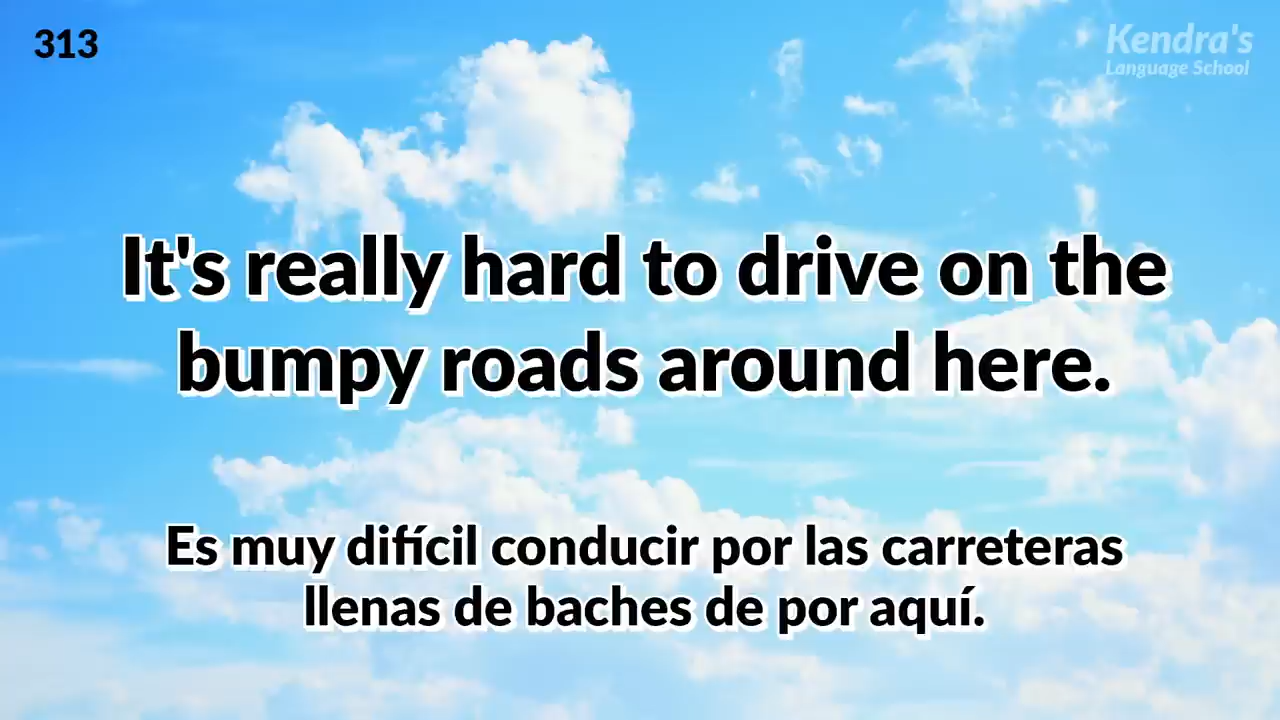 313
Kendra's
Language School
It's really hard to drive on the
bumpy roads around here.
Es muy difícil conducir por las carreteras
llenas de baches de por aquí.